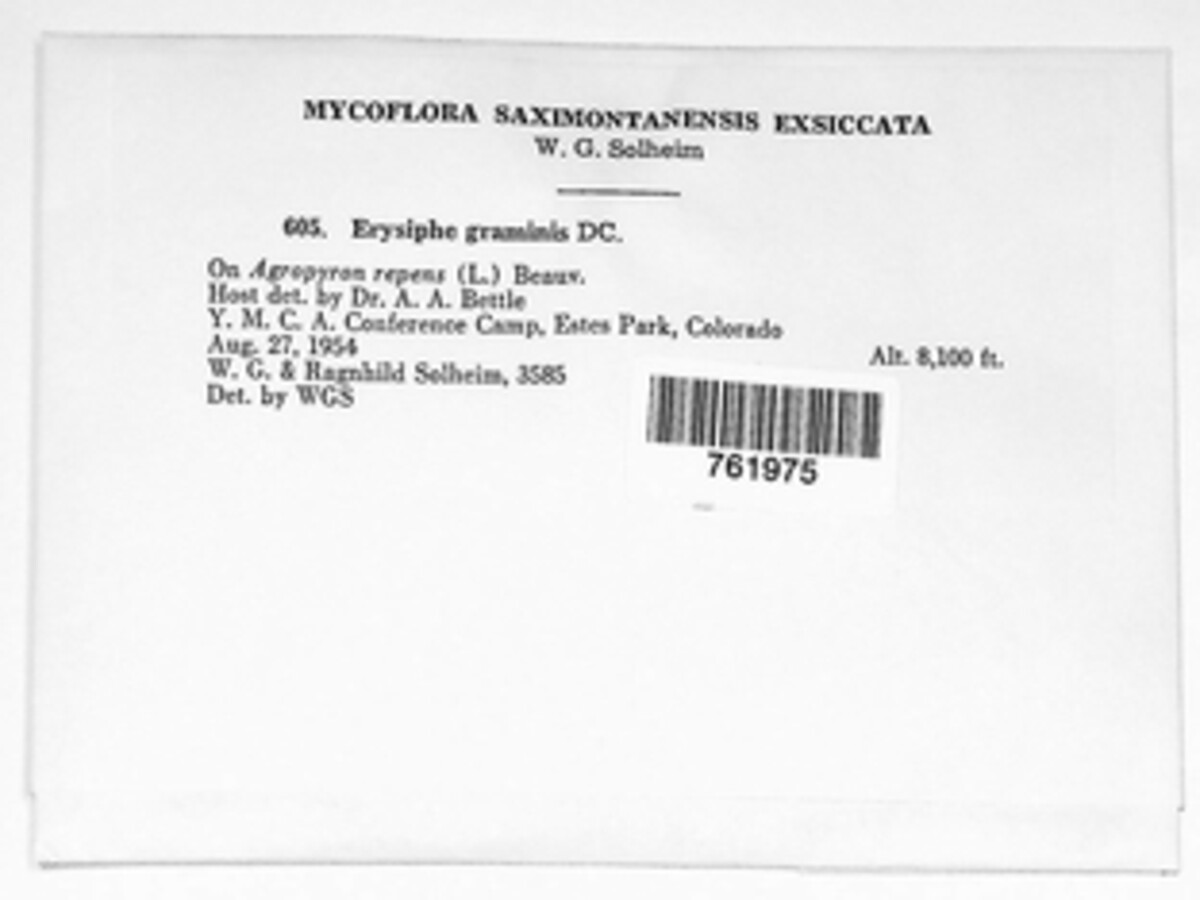 MYCOFLORA SAXIMONTANENSIS EXSICCATA
W. G. Solheim
605. Erysiphe graminis DC.
On Agropyron repens (L.) Beauv.
Host det. by Dr. A. A. Bettle
Y. M. C. A. Conference Camp, Estes Park, Colorado
Aug. 27, 1954 Alt. 8,100 ft.
W. G. & Ragnhild Solheim, 3585
Det. by WGS
761975